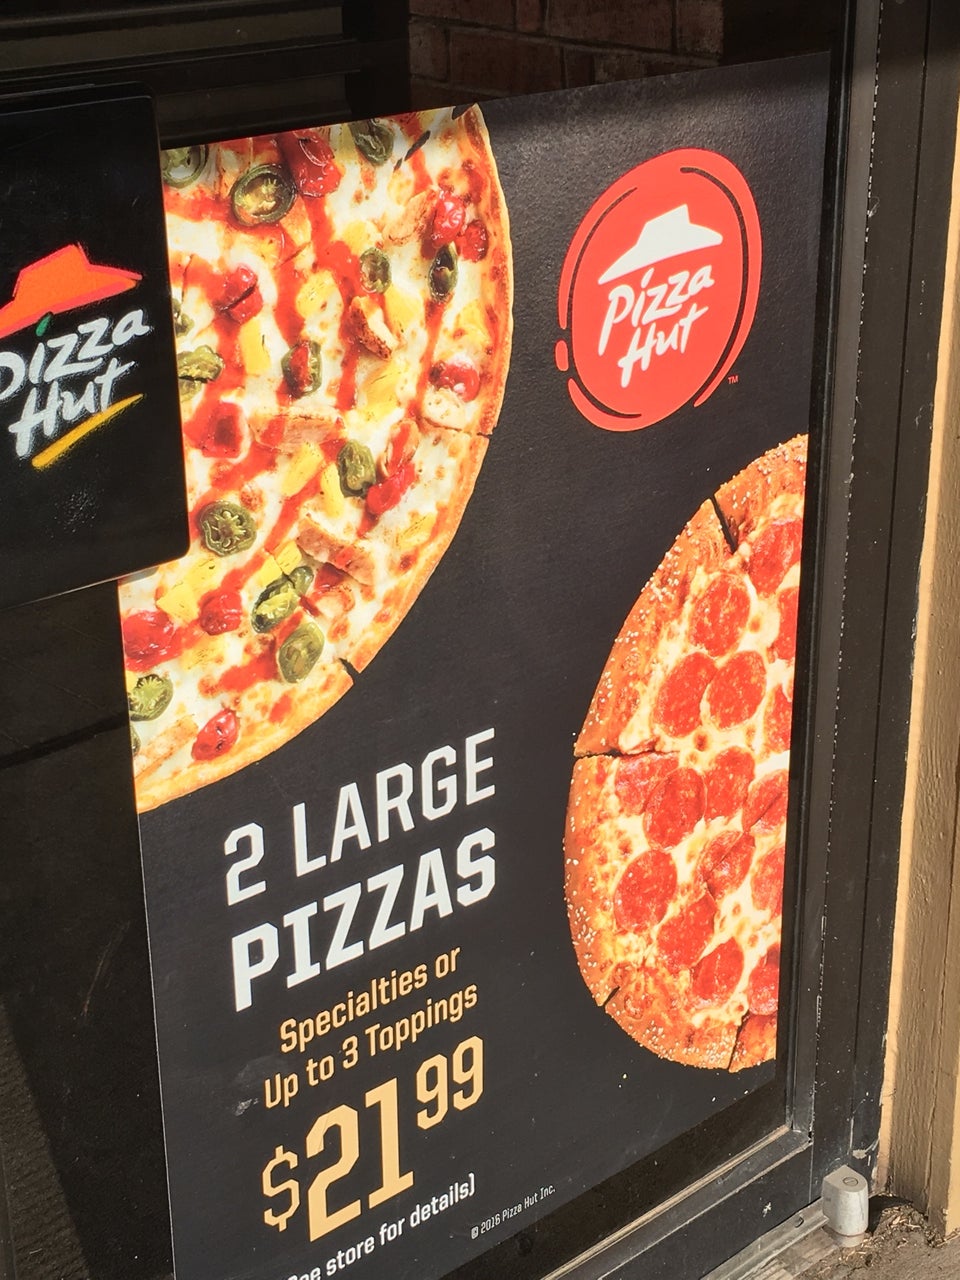 Pizza
Hut
Pizza
Hut
TM
2 LARGE
PIZZAS
Specialties or
Up to 3 Toppings
$21.99
store for details)
© 2016 Pizza Hut Inc.